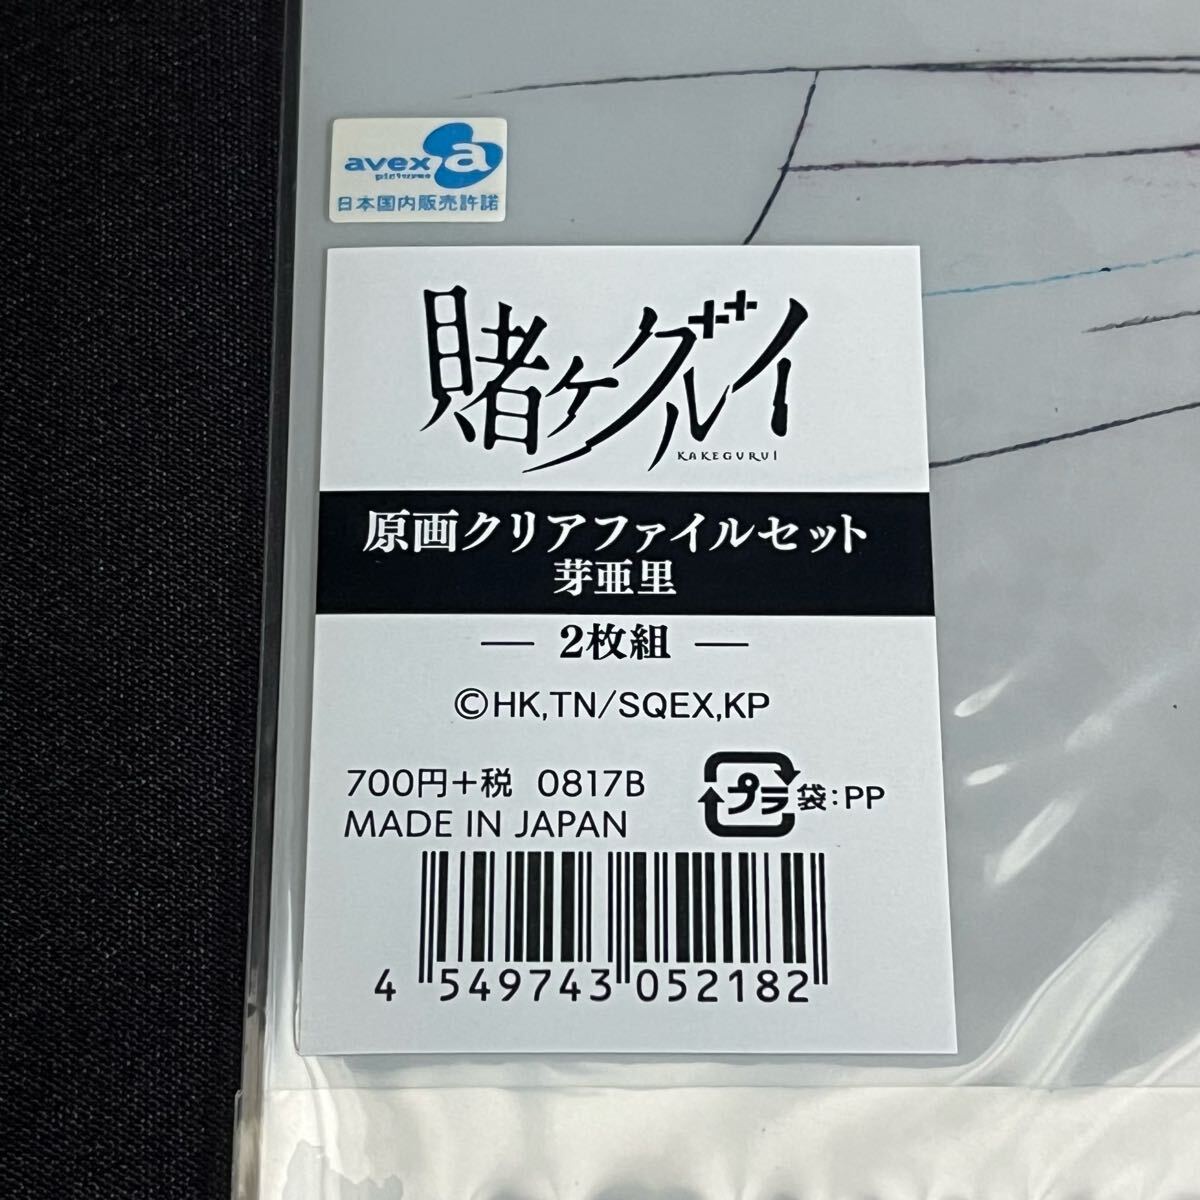 avex a
pictures
日本国内販売許諾
賭ケグルイ
KAKEGURUI
原画クリアファイルセット
芽亜里
― 2枚組 ―
©HK,TN/SQEX,KP
700円+税 0817B
プラ 袋:PP
MADE IN JAPAN
4 549743 052182